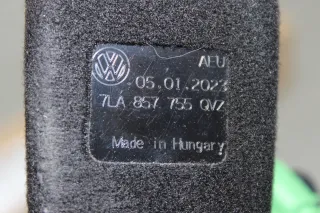 AEU
05.01.2023
7LA 857 755 QVZ
Made in Hungary